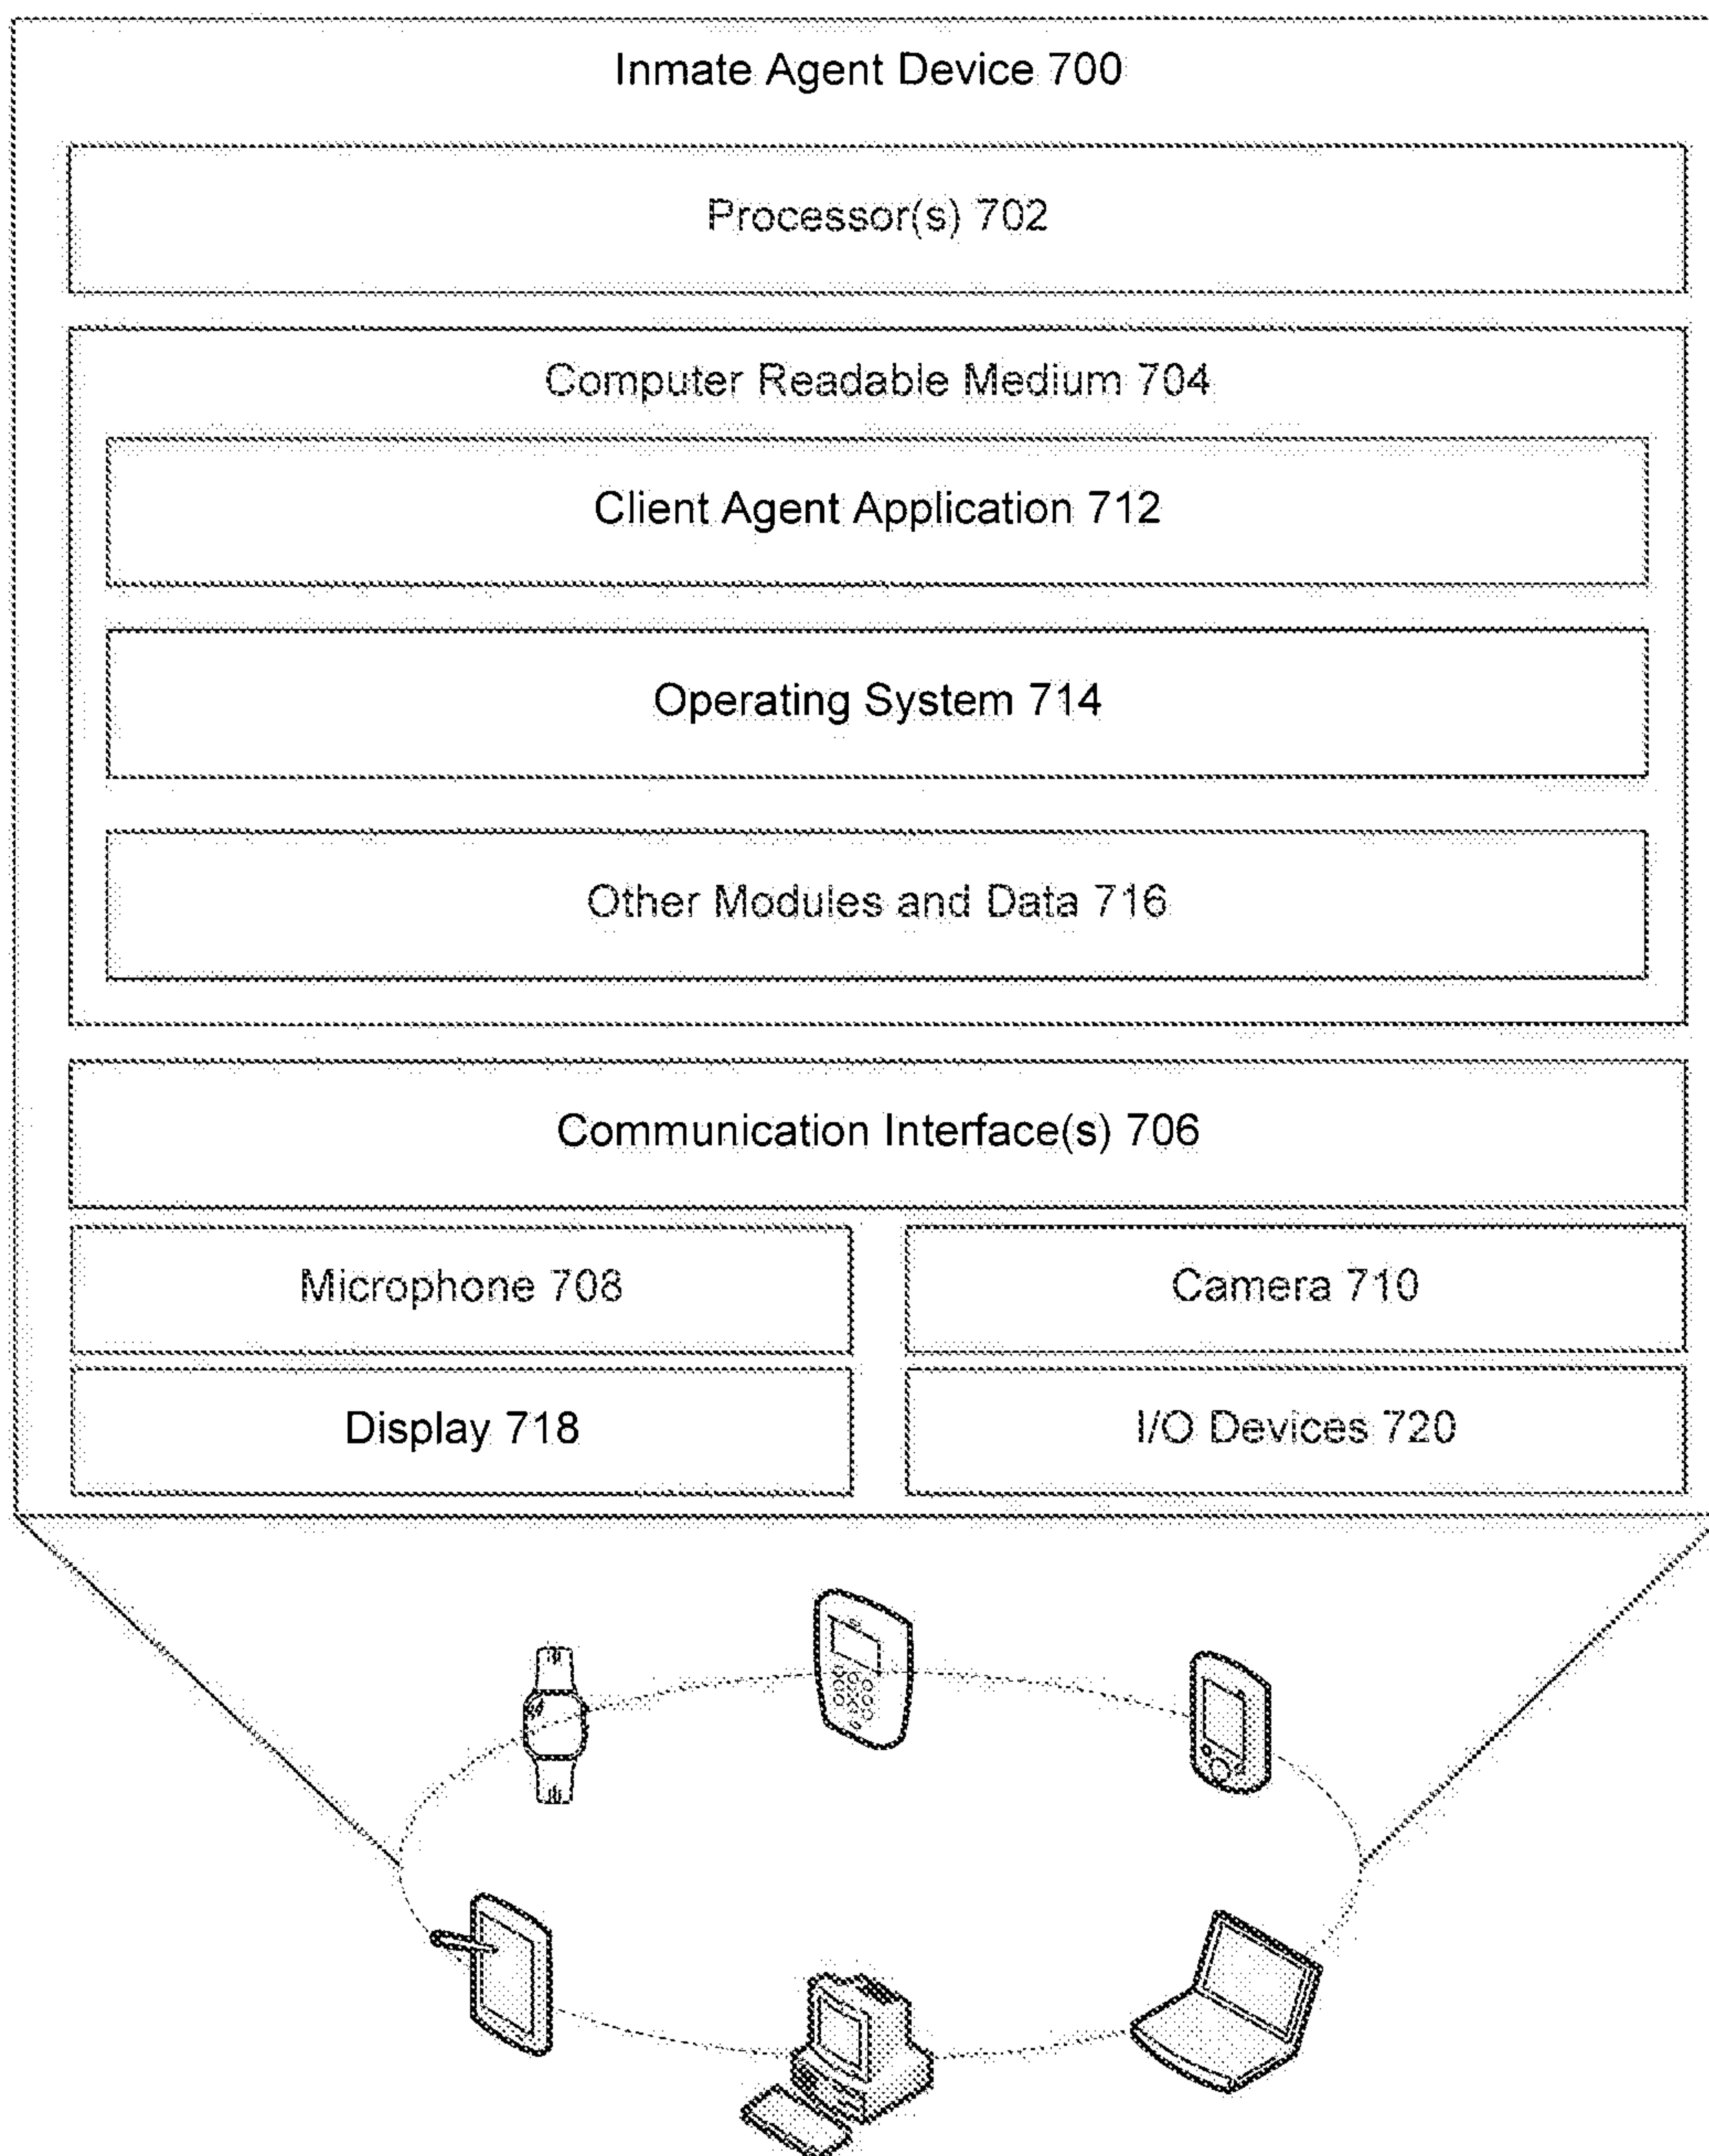 Inmate Agent Device 700
Processor(s) 702
Computer Readable Medium 704
Client Agent Application 712
Operating System 714
Other Modules and Data 716
Communication Interface(s) 706
Microphone 708
Camera 710
Display 718
I/O Devices 720